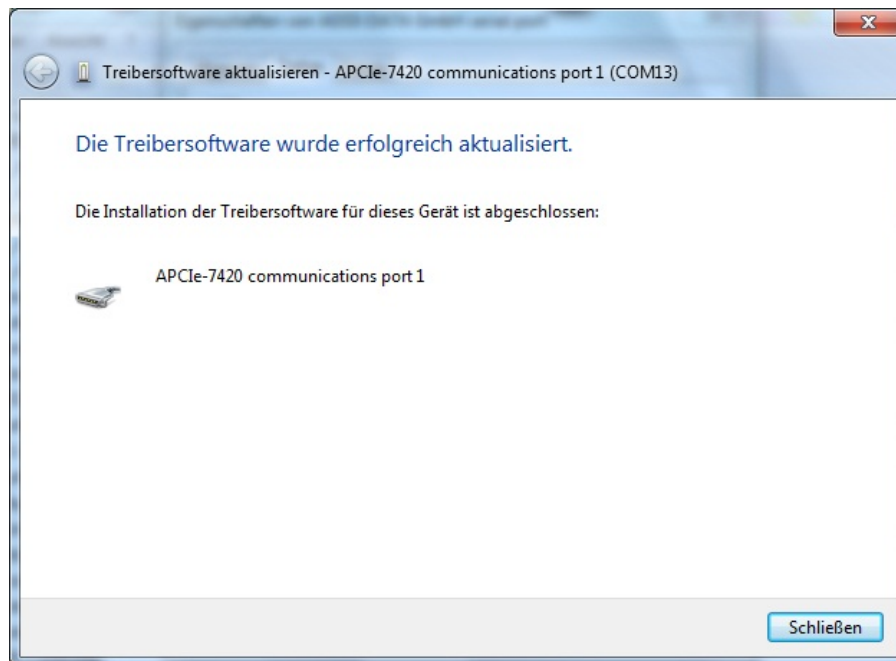 Treibersoftware aktualisieren - APCIe-7420 communications port 1 (COM13)
Die Treibersoftware wurde erfolgreich aktualisiert.
Die Installation der Treibersoftware für dieses Gerät ist abgeschlossen:
APCIe-7420 communications port 1
Schließen